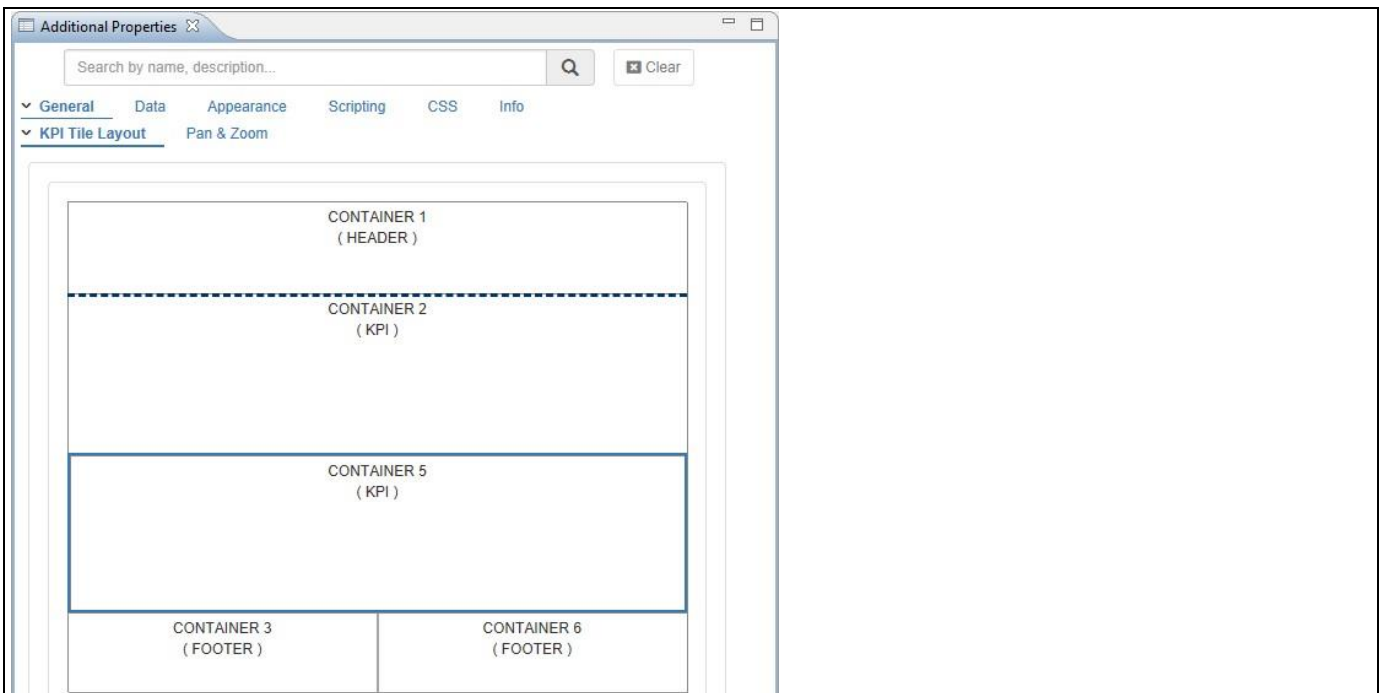 Additional Properties
Search by name, description...
Clear
General Data Appearance Scripting CSS Info
KPI Tile Layout Pan & Zoom
CONTAINER 1
( HEADER )
CONTAINER 2
( KPI )
CONTAINER 5
( KPI )
CONTAINER 3 CONTAINER 6
( FOOTER ) ( FOOTER )